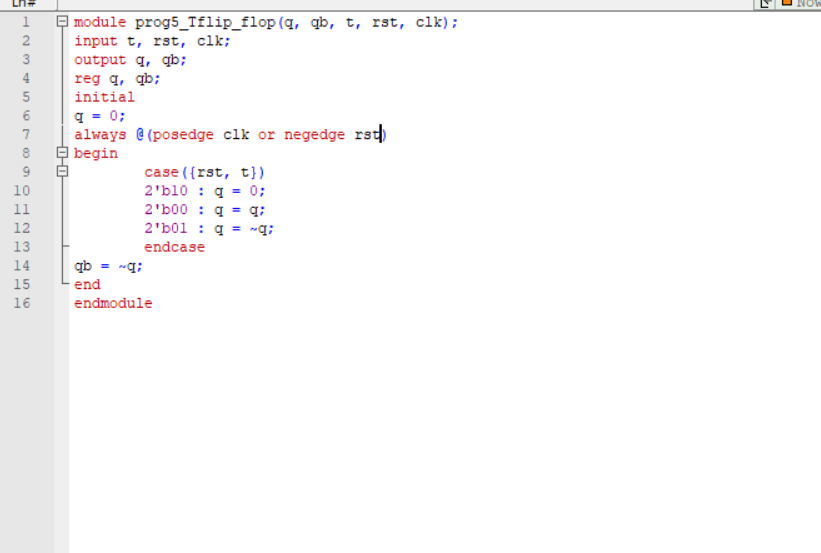 Ln#
Now
1 module prog5_Tflip_flop(q, qb, t, rst, clk);
2 input t, rst, clk;
3 output q, qb;
4 reg q, qb;
5 initial
6 q = 0;
7 always @(posedge clk or negedge rst)
8 begin
9 case({rst, t})
10 2'b10 : q = 0;
11 2'b00 : q = q;
12 2'b01 : q = ~q;
13 endcase
14 qb = ~q;
15 end
16 endmodule